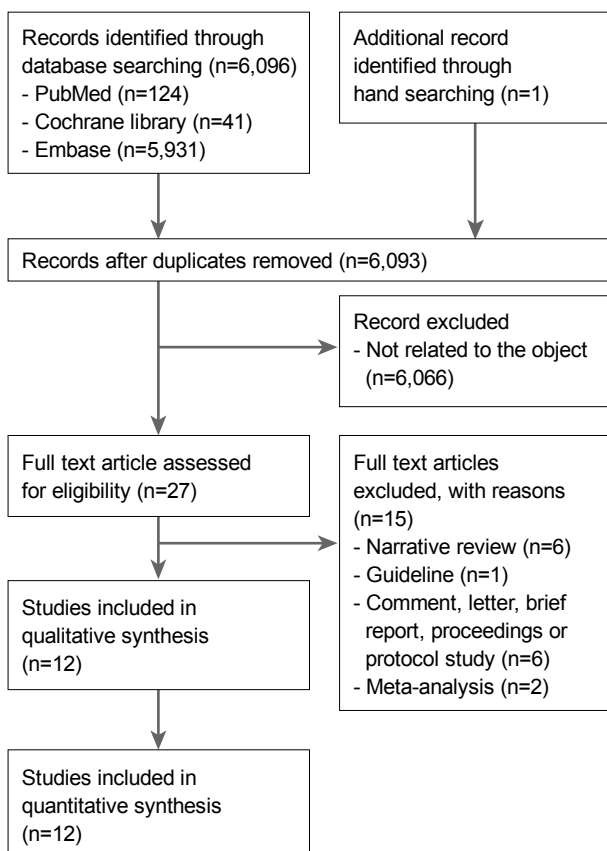 Records identified through
database searching (n=6,096)
- PubMed (n=124)
- Cochrane library (n=41)
- Embase (n=5,931)
Additional record
identified through
hand searching (n=1)
Records after duplicates removed (n=6,093)
Record excluded
- Not related to the object
(n=6,066)
Full text article assessed
for eligibility (n=27)
Full text articles
excluded, with reasons
(n=15)
- Narrative review (n=6)
- Guideline (n=1)
- Comment, letter, brief
report, proceedings or
protocol study (n=6)
- Meta-analysis (n=2)
Studies included in
qualitative synthesis
(n=12)
Studies included in
quantitative synthesis
(n=12)